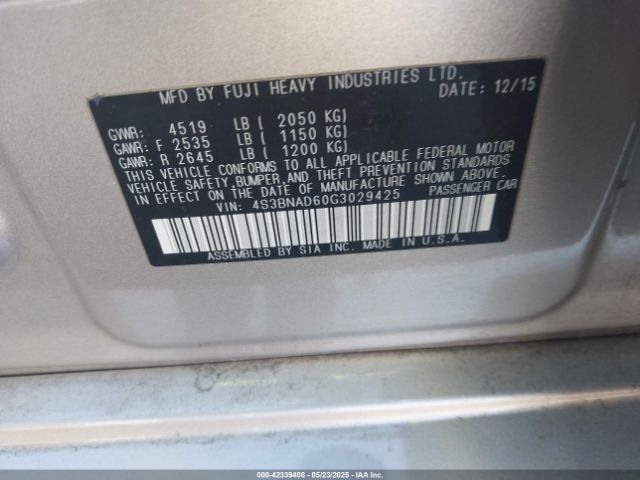 MFD BY FUJI HEAVY INDUSTRIES LTD.
DATE: 12/15
GVWR: 4519 LB ( 2050 KG)
GAWR: F 2535 LB ( 1150 KG)
GAWR: R 2645 LB ( 1200 KG)
THIS VEHICLE CONFORMS TO ALL APPLICABLE FEDERAL MOTOR
VEHICLE SAFETY, BUMPER, AND THEFT PREVENTION STANDARDS
IN EFFECT ON THE DATE OF MANUFACTURE SHOWN ABOVE.
VIN: 4S3BNAD60G3029425 PASSENGER CAR
ASSEMBLED BY SIA INC. MADE IN U.S.A.
000-42339408 - 05/23/2025 - IAAI.COM